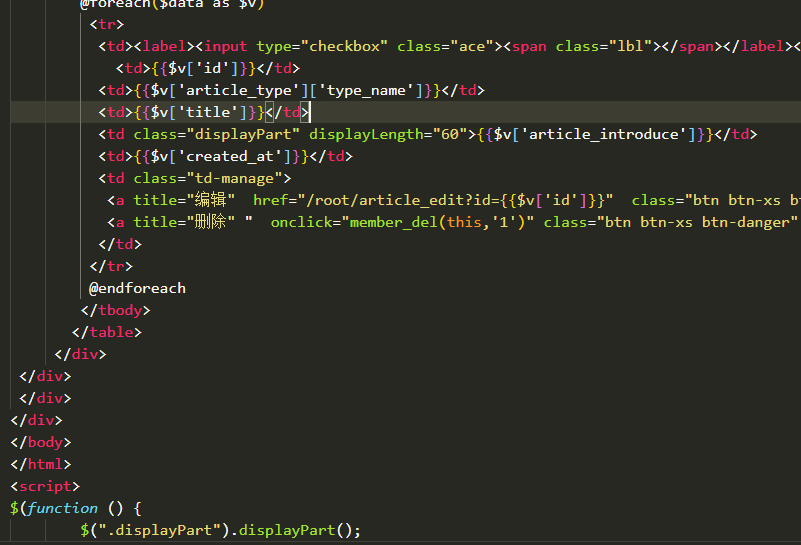 @foreach($data as $v)
<tr>
<td><label><input type="checkbox" class="ace"><span class="lbl"></span></label><
<td>{{$v['id']}}</td>
<td>{{$v['article_type']['type_name']}}</td>
<td>{{$v['title']}}</td>
<td class="displayPart" displayLength="60">{{$v['article_introduce']}}</td>
<td>{{$v['created_at']}}</td>
<td class="td-manage">
<a title="编辑"  href="/root/article_edit?id={{$v['id']}}"  class="btn btn-xs bt
<a title="删除" "  onclick="member_del(this,'1')" class="btn btn-xs btn-danger"
</td>
</tr>
@endforeach
</tbody>
</table>
</div>
</div>
</div>
</div>
</body>
</html>
<script>
$(function () {
$(".displayPart").displayPart();